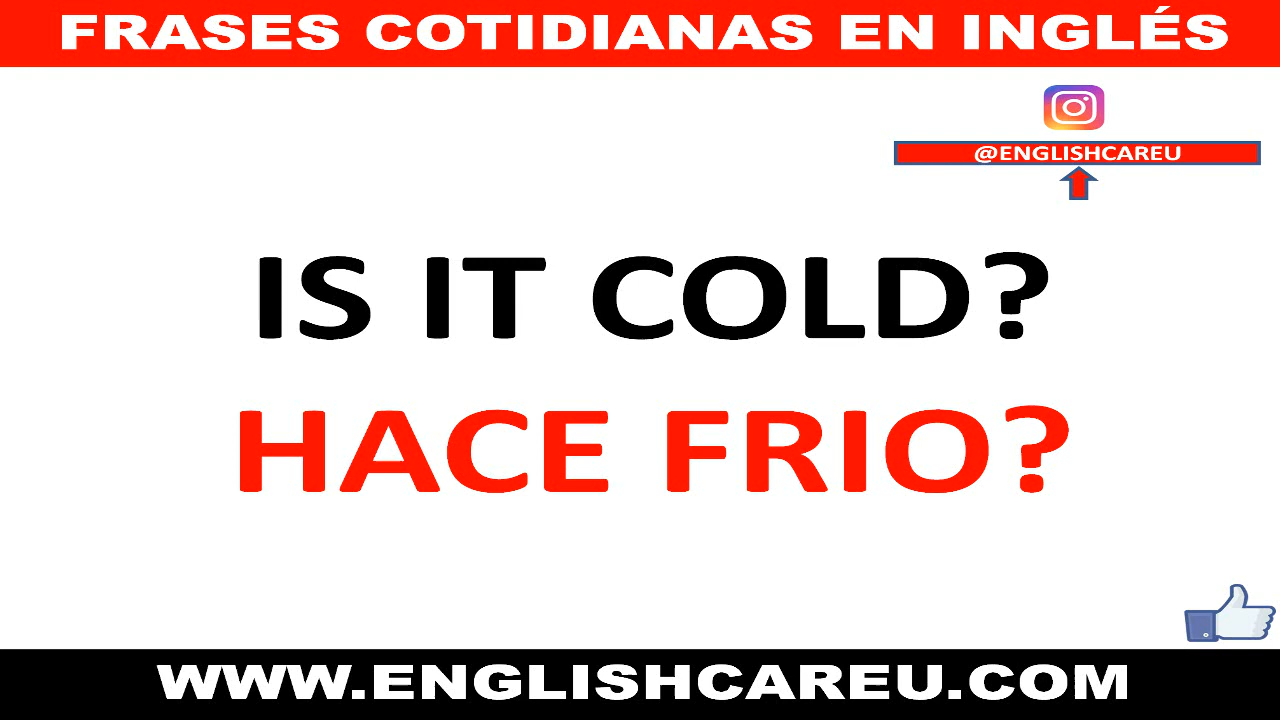 FRASES COTIDIANAS EN INGLÉS
@ENGLISHCAREU
IS IT COLD?
HACE FRIO?
WWW.ENGLISHCAREU.COM